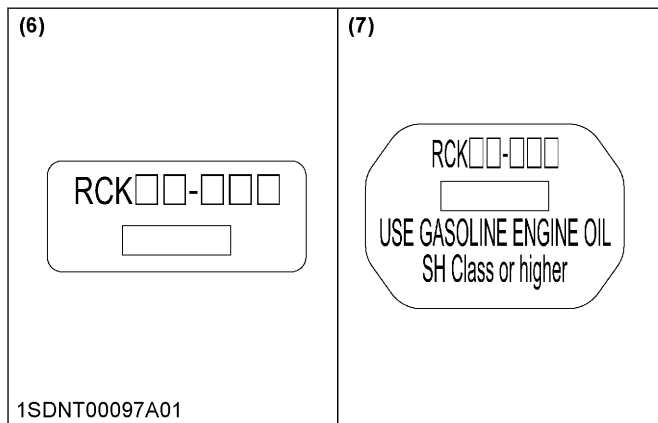 (6)
RCK□□-□□□
1SDNT00097A01
(7)
RCK□□-□□□
USE GASOLINE ENGINE OIL
SH Class or higher